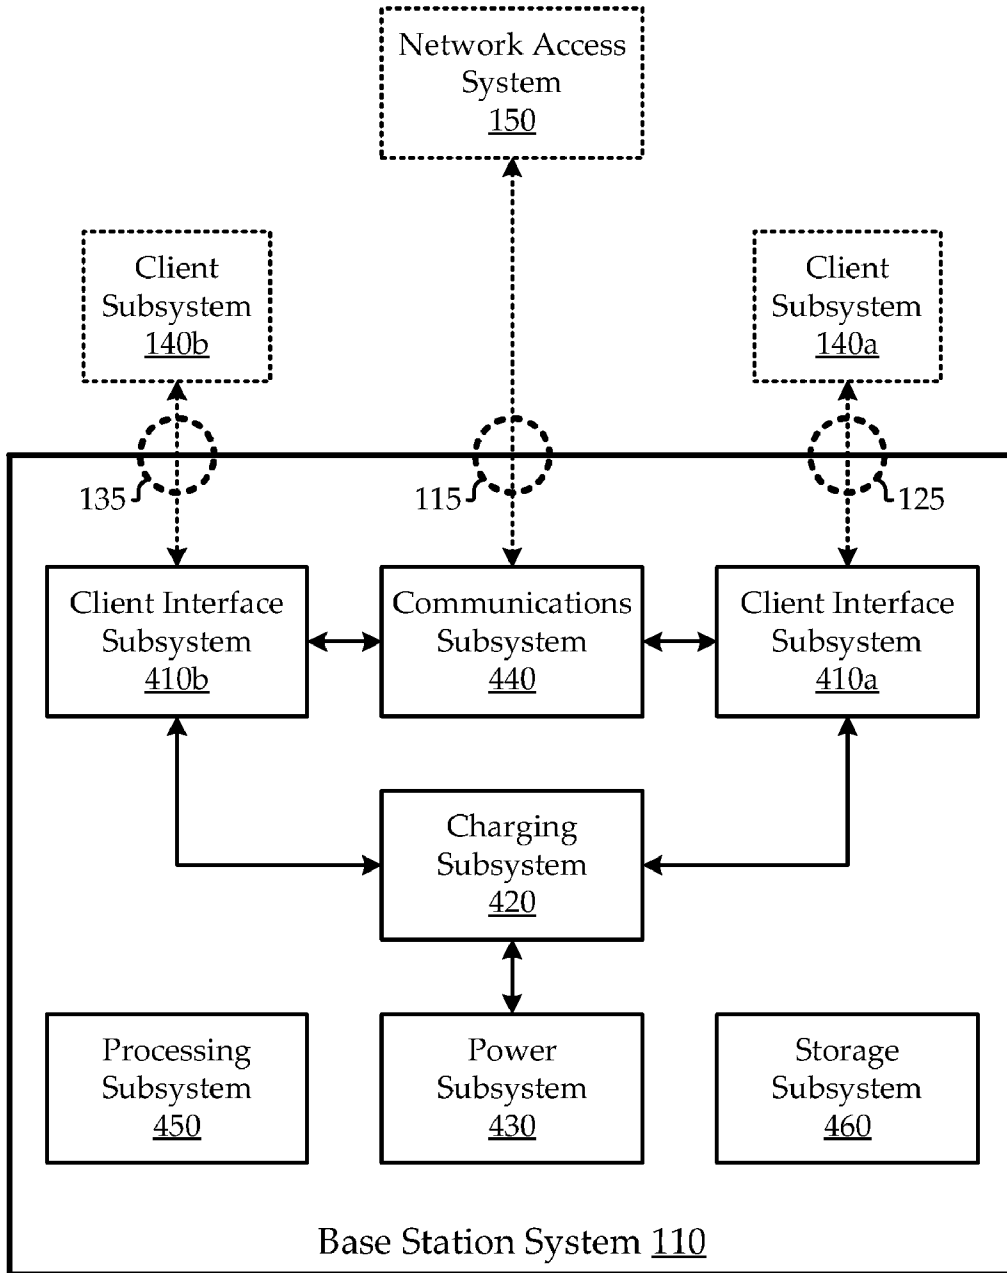 Network Access
System
150
Client
Subsystem
140b
Client
Subsystem
140a
135
115
125
Client Interface
Subsystem
410b
Communications
Subsystem
440
Client Interface
Subsystem
410a
Charging
Subsystem
420
Processing
Subsystem
450
Power
Subsystem
430
Storage
Subsystem
460
Base Station System 110